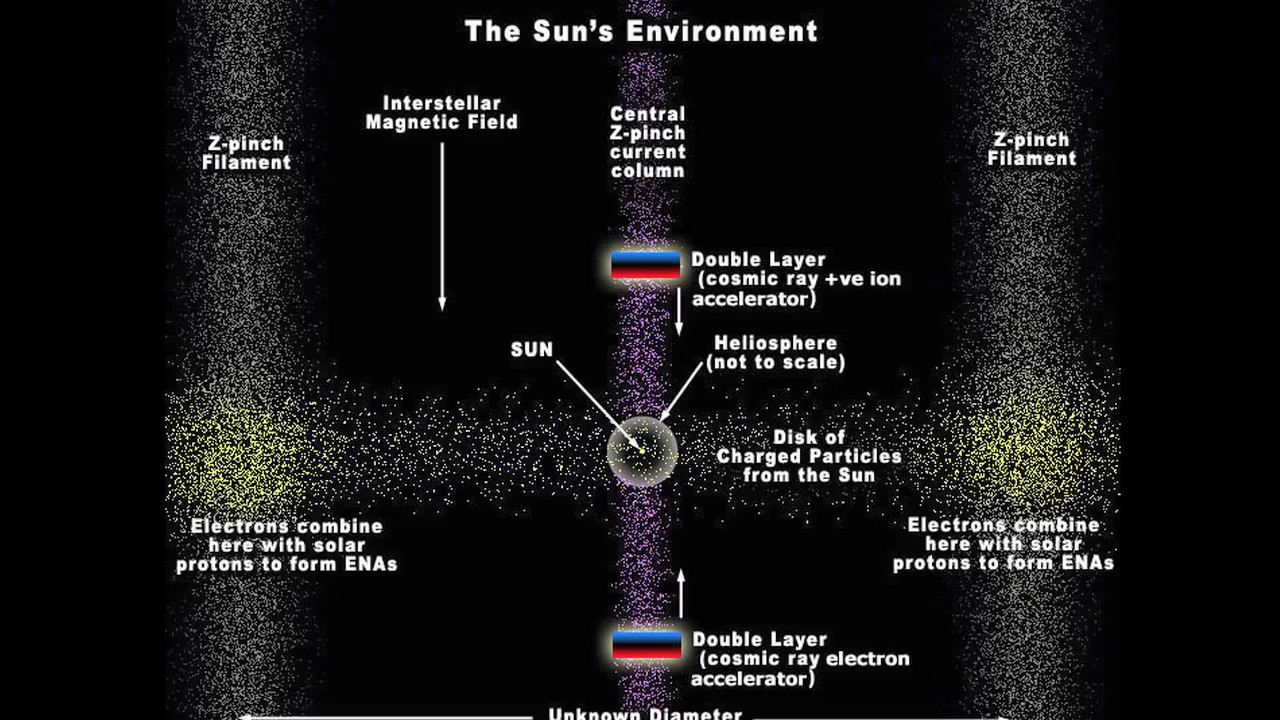 The Sun's Environment
Interstellar
Magnetic Field
Central
Z-pinch
current
column
Z-pinch
Filament
Z-pinch
Filament
Double Layer
(cosmic ray +ve ion
accelerator)
SUN
Heliosphere
(not to scale)
Disk of
Charged Particles
from the Sun
Electrons combine
here with solar
protons to form ENAs
Electrons combine
here with solar
protons to form ENAs
Double Layer
(cosmic ray electron
accelerator)
Unknown Diameter